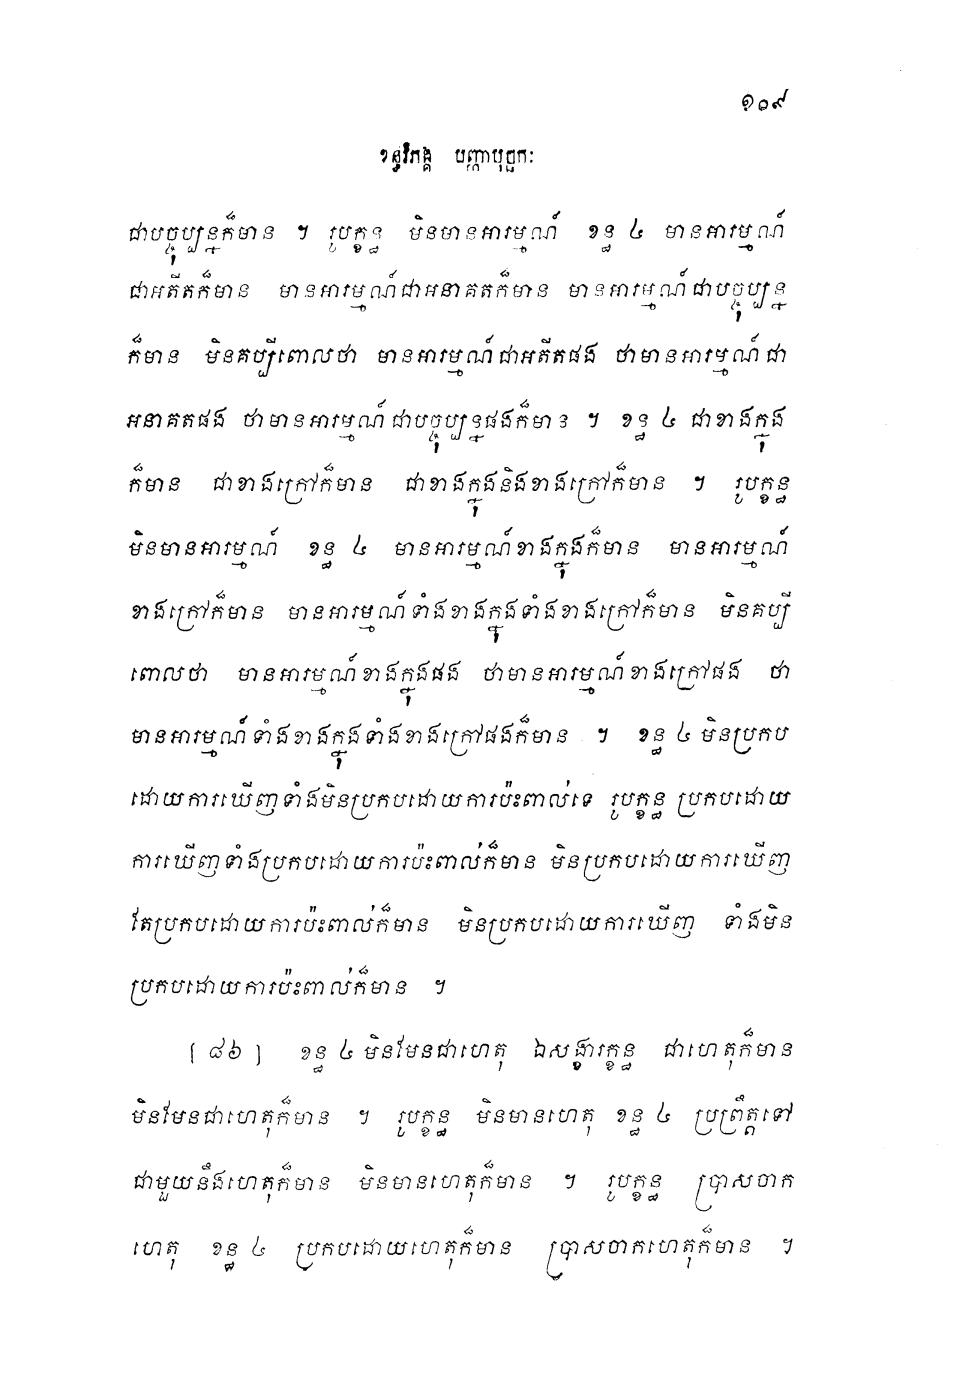 ១០៩
ខន្ធវិភង្គ បញ្ហាបុច្ឆកៈ
ជាបច្ចុប្បន្នក៏មាន ។ រូបក្ខន្ធ មិនមានអារម្មណ៍ ខន្ធ ៤ មានអារម្មណ៍
ជាអតីតក៏មាន មានអារម្មណ៍ជាអនាគតក៏មាន មានអារម្មណ៍ជាបច្ចុប្បន្ន
ក៏មាន មិនគប្បីពោលថា មានអារម្មណ៍ជាអតីតផង ថាមានអារម្មណ៍ជា
អនាគតផង ថាមានអារម្មណ៍ជាបច្ចុប្បន្នផងក៏មាន ។ ខន្ធ ៤ ជាខាងក្នុង
ក៏មាន ជាខាងក្រៅក៏មាន ជាខាងក្នុងនិងខាងក្រៅក៏មាន ។ រូបក្ខន្ធ
មិនមានអារម្មណ៍ ខន្ធ ៤ មានអារម្មណ៍ខាងក្នុងក៏មាន មានអារម្មណ៍
ខាងក្រៅក៏មាន មានអារម្មណ៍ទាំងខាងក្នុងទាំងខាងក្រៅក៏មាន មិនគប្បី
ពោលថា មានអារម្មណ៍ខាងក្នុងផង ថាមានអារម្មណ៍ខាងក្រៅផង ថា
មានអារម្មណ៍ទាំងខាងក្នុងទាំងខាងក្រៅផងក៏មាន ។ ខន្ធ ៤ មិនប្រកប
ដោយការឃើញទាំងមិនប្រកបដោយការប៉ះពាល់ទេ រូបក្ខន្ធ ប្រកបដោយ
ការឃើញទាំងប្រកបដោយការប៉ះពាល់ក៏មាន មិនប្រកបដោយការឃើញ
តែប្រកបដោយការប៉ះពាល់ក៏មាន មិនប្រកបដោយការឃើញ ទាំងមិន
ប្រកបដោយការប៉ះពាល់ក៏មាន ។
[៨៦] ខន្ធ ៤ មិនមែនជាហេតុ ឯសង្ខារក្ខន្ធ ជាហេតុក៏មាន
មិនមែនជាហេតុក៏មាន ។ រូបក្ខន្ធ មិនមានហេតុ ខន្ធ ៤ ប្រព្រឹត្តទៅ
ជាមួយនឹងហេតុក៏មាន មិនមានហេតុក៏មាន ។ រូបក្ខន្ធ ប្រាសចាក
ហេតុ ខន្ធ ៤ ប្រកបដោយហេតុក៏មាន ប្រាសចាកហេតុក៏មាន ។